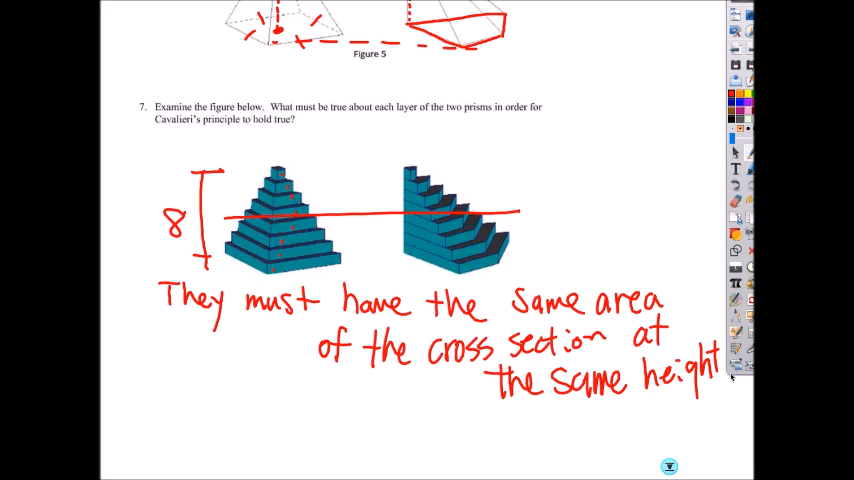 Figure 5
7. Examine the figure below. What must be true about each layer of the two prisms in order for
Cavalieri's principle to hold true?
8
They must have the same area
of the cross section at
the same height
T